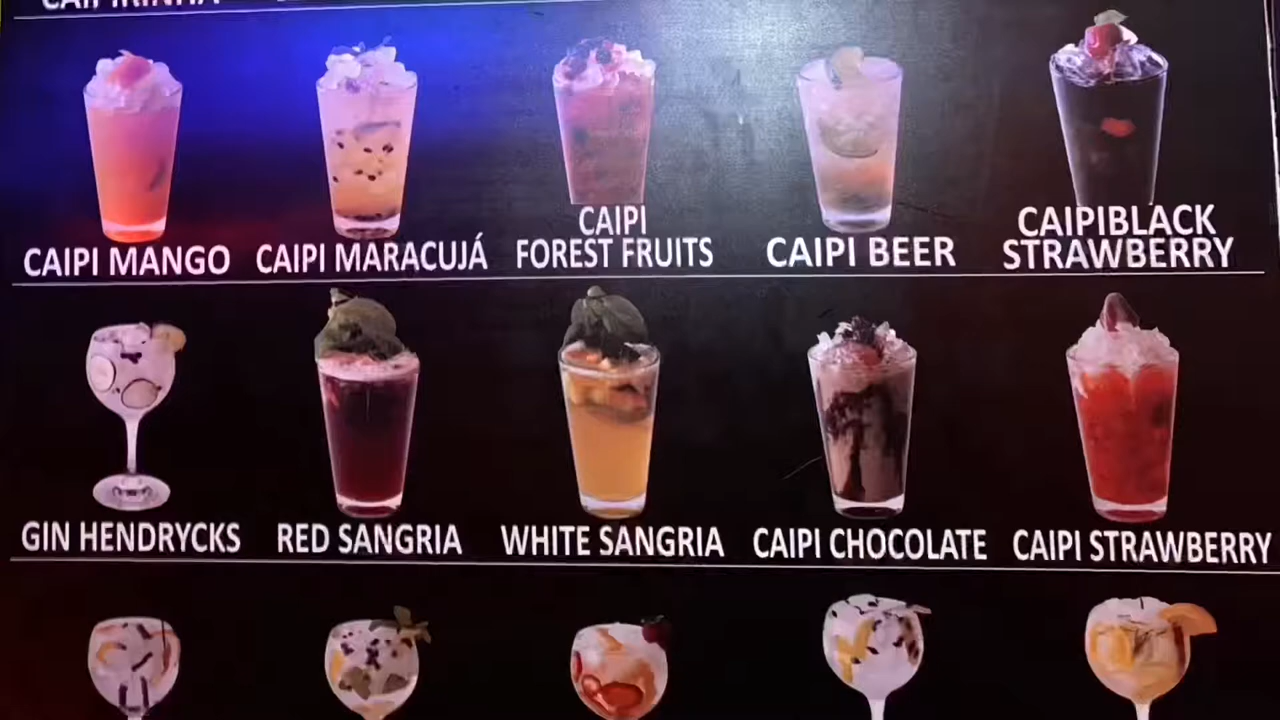 CAIPIRINHA
CAIPI MANGO
CAIPI MARACUJÁ
CAIPI
FOREST FRUITS
CAIPI BEER
CAIPIBLACK
STRAWBERRY
GIN HENDRYCKS
RED SANGRIA
WHITE SANGRIA
CAIPI CHOCOLATE
CAIPI STRAWBERRY